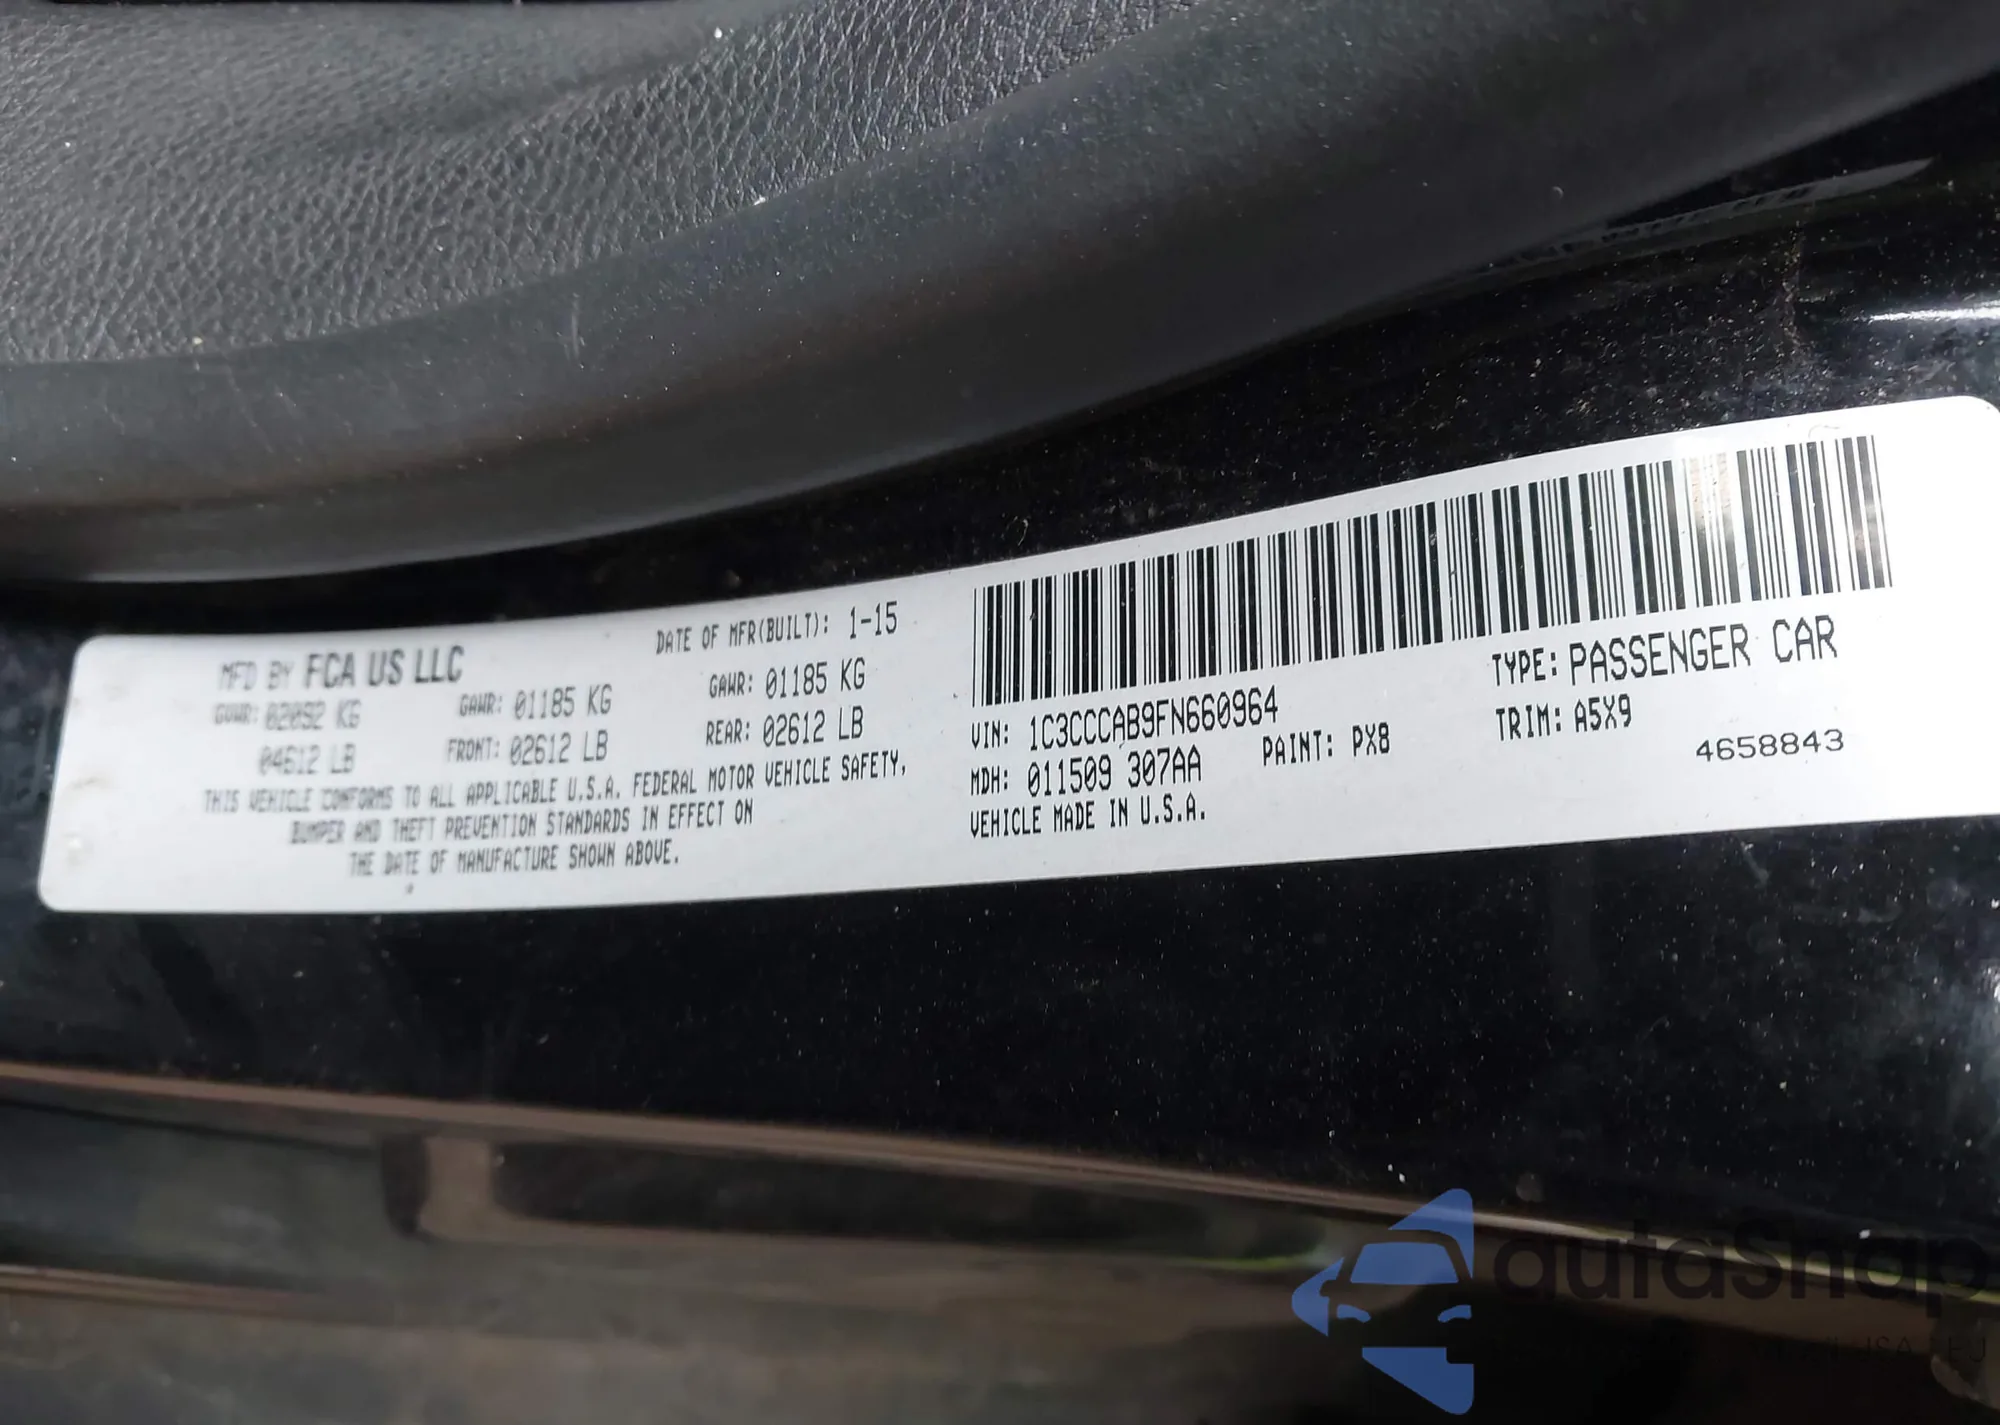 MFD BY FCA US LLC DATE OF MFR(BUILT): 1-15
GVWR: 02092 KG GAWR: 01185 KG GAWR: 01185 KG
04612 LB FRONT: 02612 LB REAR: 02612 LB
THIS VEHICLE CONFORMS TO ALL APPLICABLE U.S.A. FEDERAL MOTOR VEHICLE SAFETY,
BUMPER AND THEFT PREVENTION STANDARDS IN EFFECT ON
THE DATE OF MANUFACTURE SHOWN ABOVE.
VIN: 1C3CCCAB9FN660964 TYPE: PASSENGER CAR
MDH: 011509 307AA PAINT: PX8 TRIM: A5X9
VEHICLE MADE IN U.S.A. 4658843
autaSnap